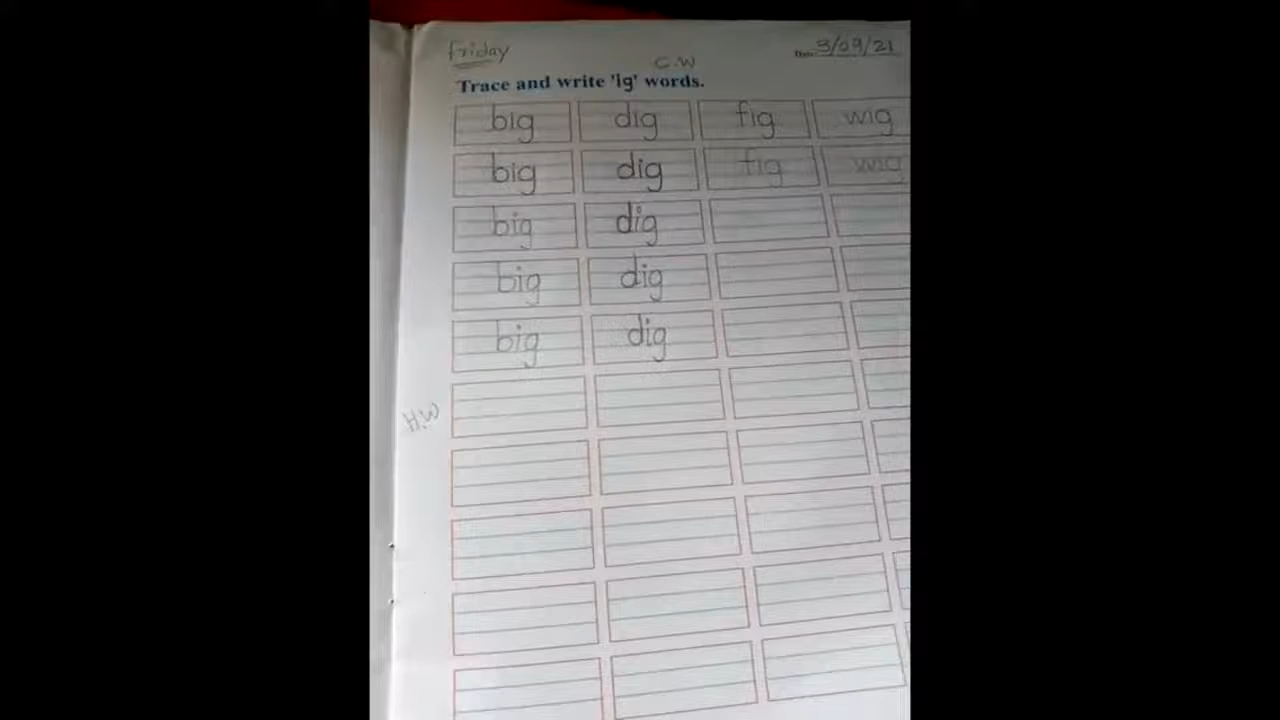 friday
C.W
Date 3/09/21
Trace and write 'ig' words.
big dig fig wig
big dig fig wig
big dig
big dig
big dig
H.W